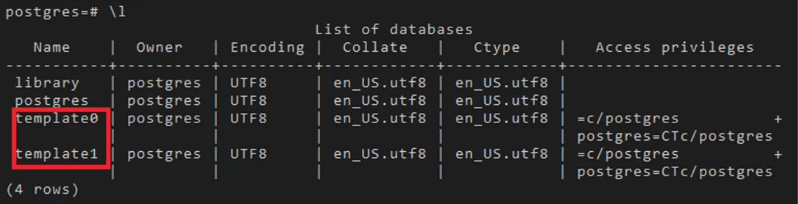 postgres=# \l
                                  List of databases
   Name    |  Owner   | Encoding |  Collate   |   Ctype    |   Access privileges
-----------+----------+----------+------------+------------+-----------------------
 library   | postgres | UTF8     | en_US.utf8 | en_US.utf8 |
 postgres  | postgres | UTF8     | en_US.utf8 | en_US.utf8 |
 template0 | postgres | UTF8     | en_US.utf8 | en_US.utf8 | =c/postgres          +
           |          |          |            |            | postgres=CTc/postgres
 template1 | postgres | UTF8     | en_US.utf8 | en_US.utf8 | =c/postgres          +
           |          |          |            |            | postgres=CTc/postgres
(4 rows)